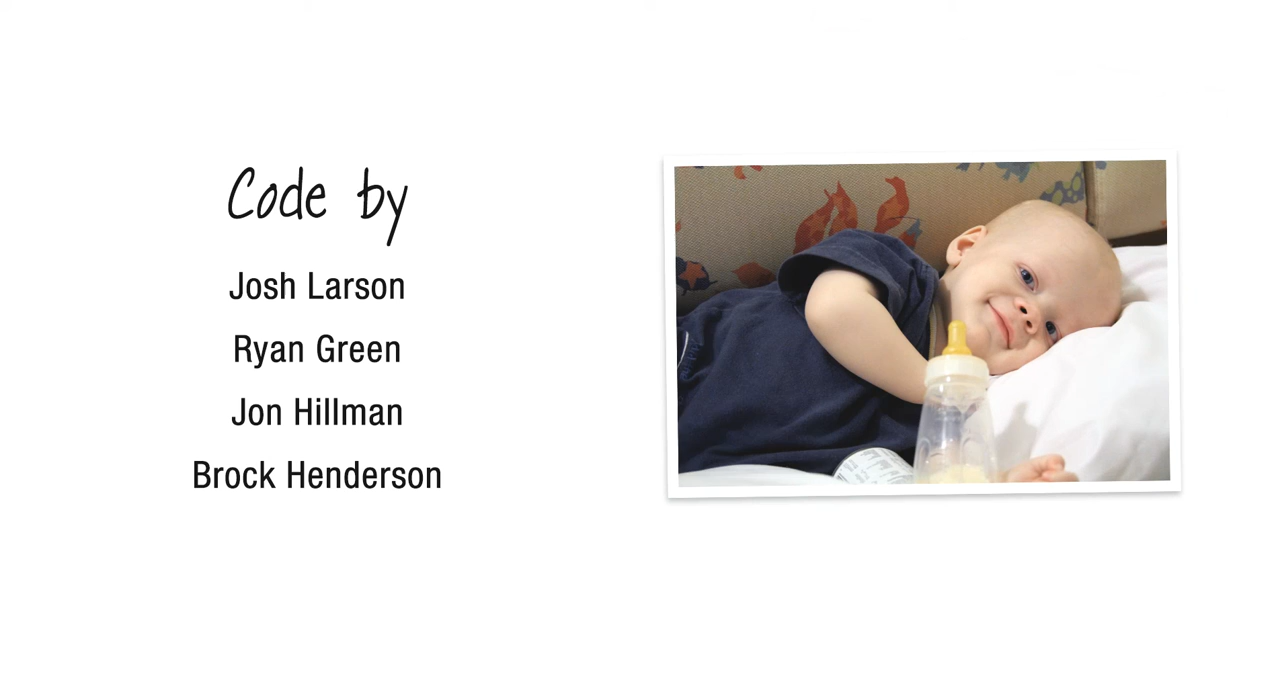 Code by
Josh Larson
Ryan Green
Jon Hillman
Brock Henderson